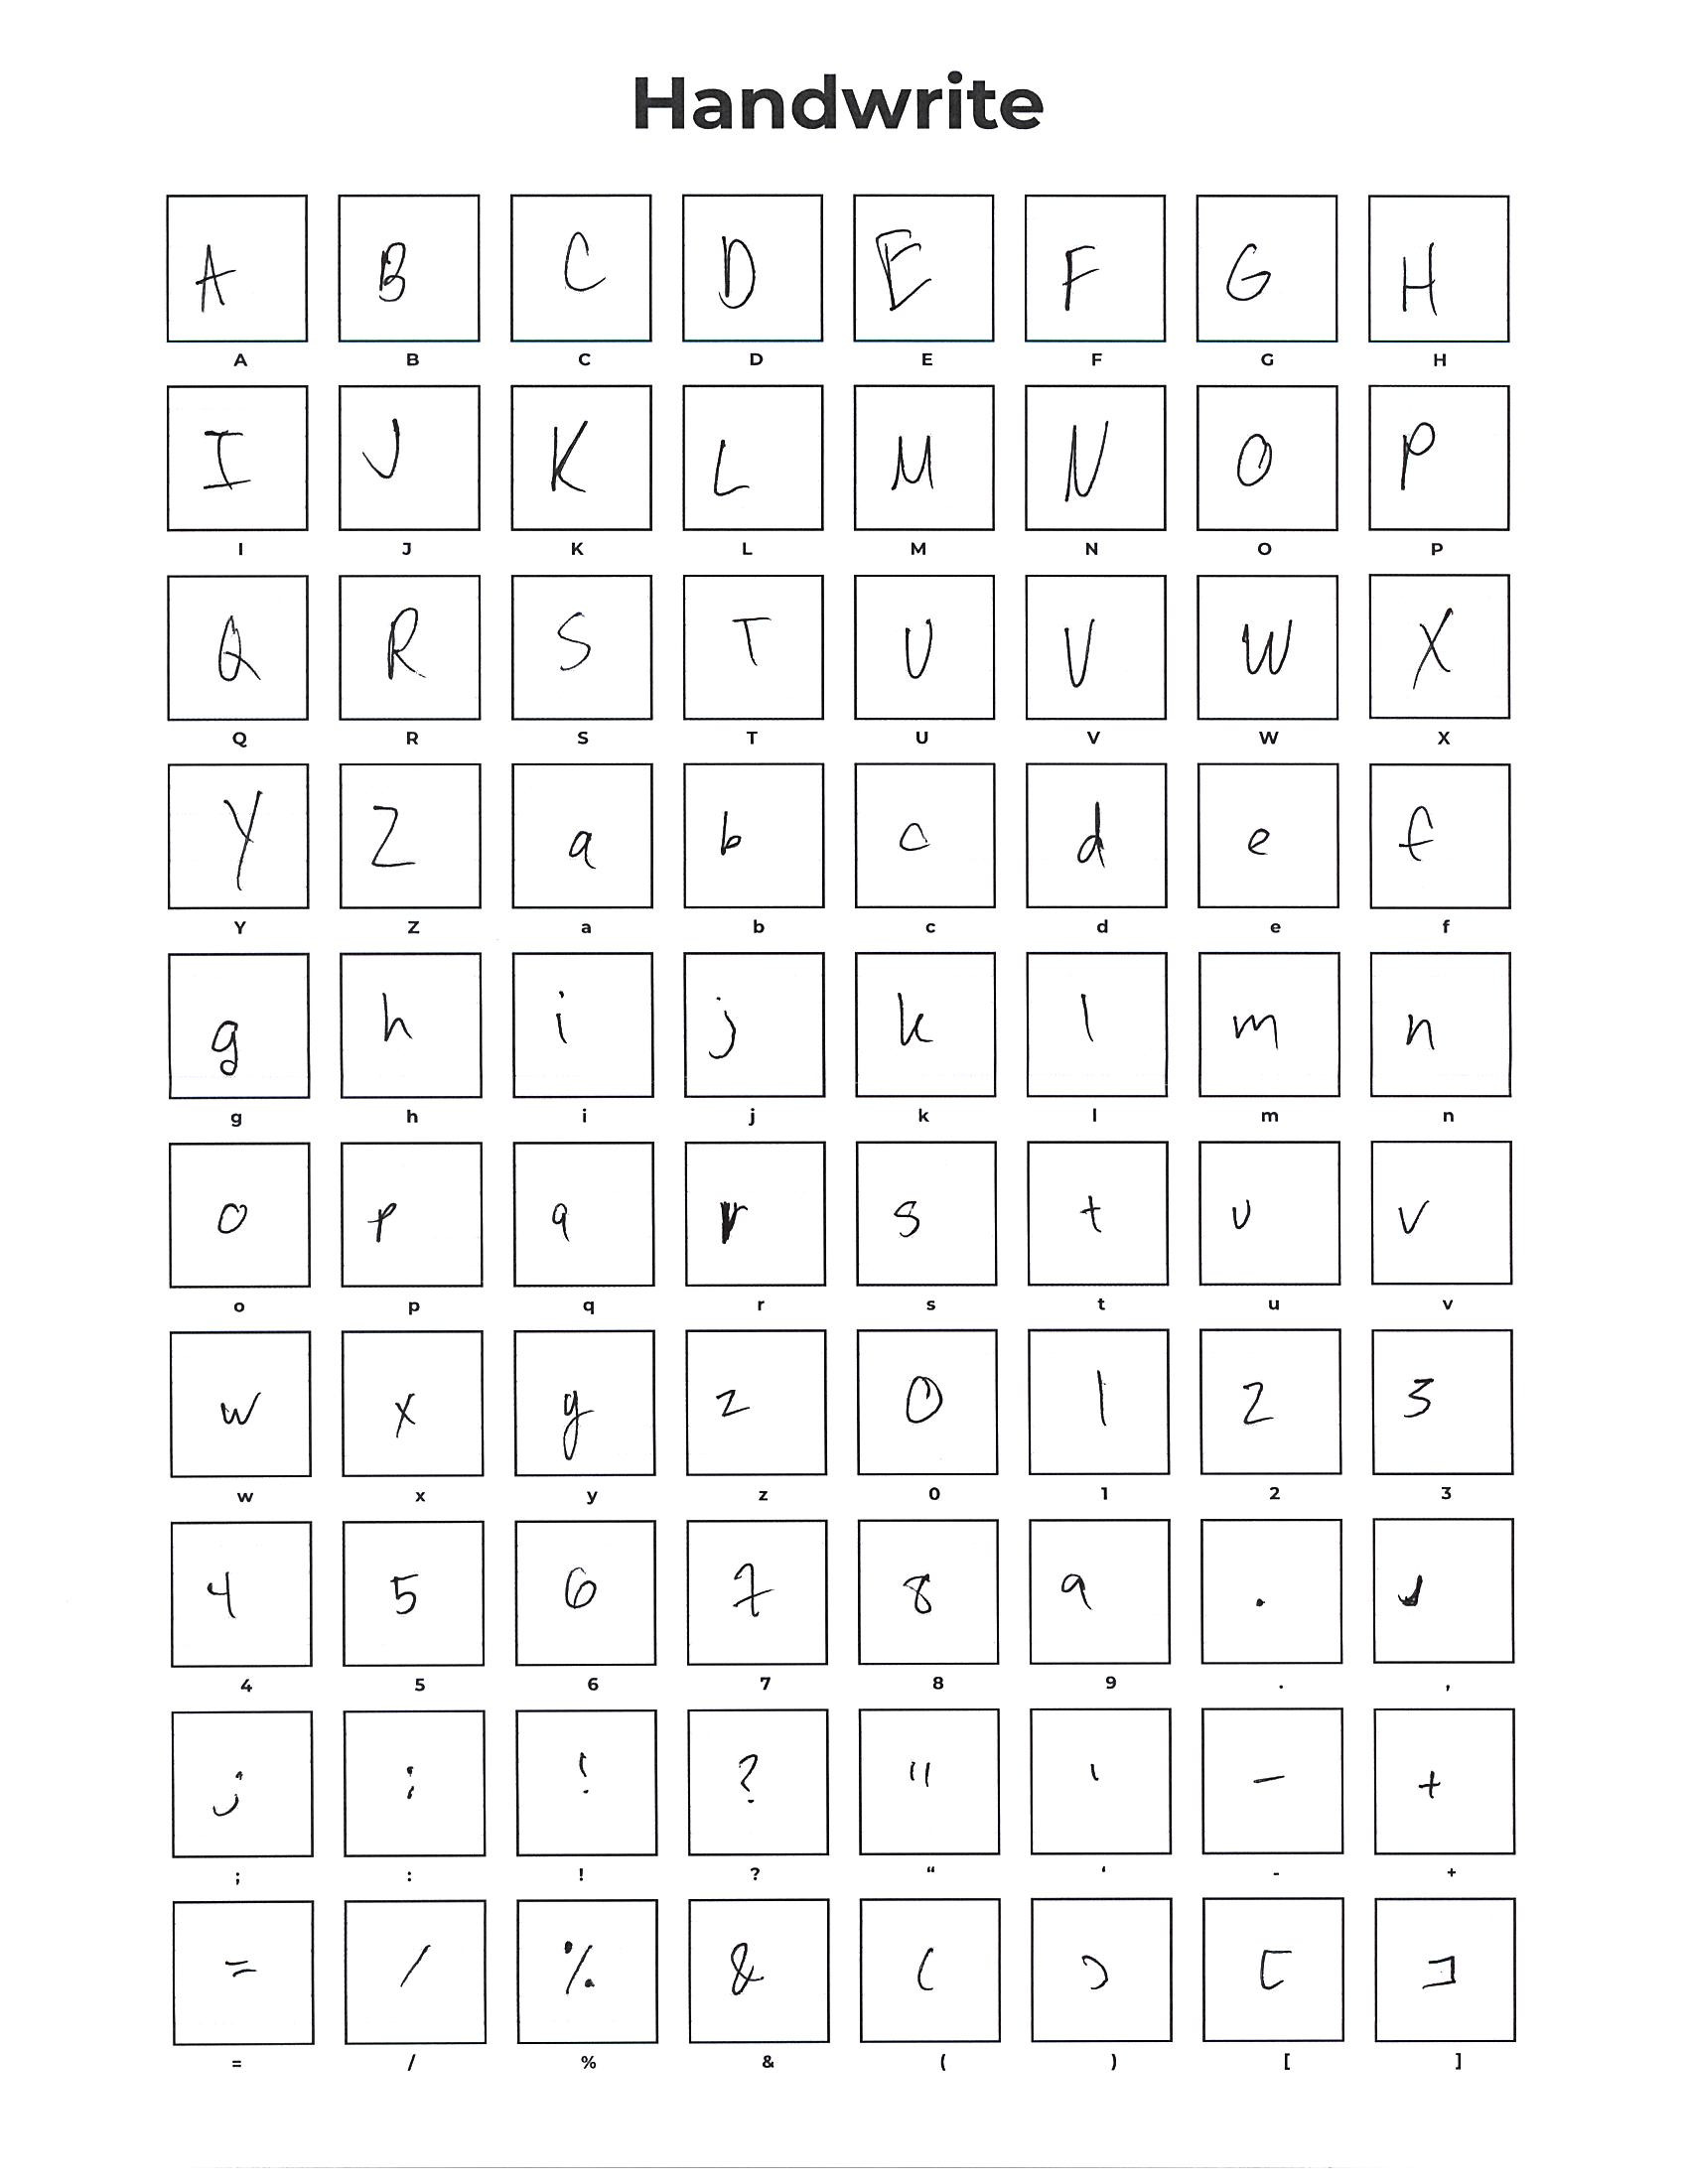 Handwrite
A B C D E F G H
A B C D E F G H
I J K L M N O P
I J K L M N O P
Q R S T U V W X
Q R S T U V W X
Y Z a b c d e f
Y Z a b c d e f
g h i j k l m n
g h i j k l m n
o p q r s t u v
o p q r s t u v
w x y z 0 1 2 3
w x y z 0 1 2 3
4 5 6 7 8 9 . ,
4 5 6 7 8 9 . ,
; : ! ? " ' - +
; : ! ? “ ‘ - +
= / % & ( ) [ ]
= / % & ( ) [ ]